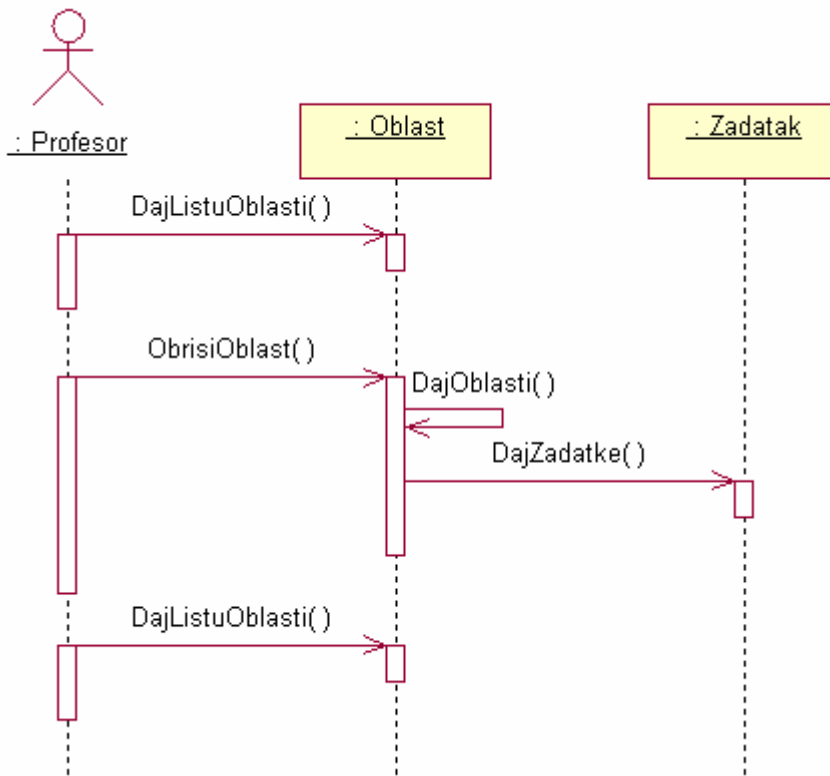 : Profesor
: Oblast
: Zadatak
DajListuOblasti( )
ObrisiOblast( )
DajOblasti( )
DajZadatke( )
DajListuOblasti( )